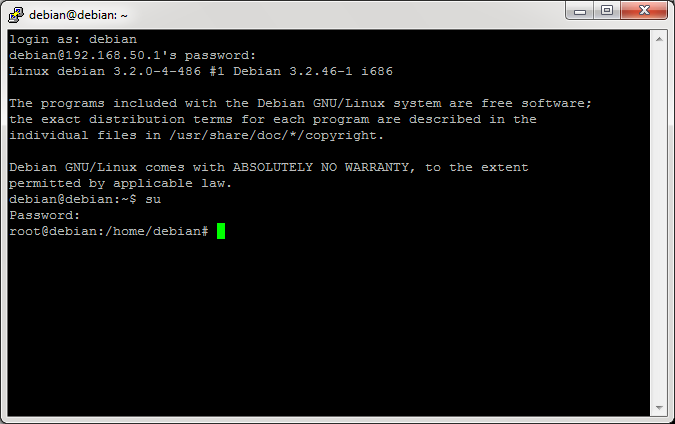 debian@debian: ~
login as: debian
debian@192.168.50.1's password:
Linux debian 3.2.0-4-486 #1 Debian 3.2.46-1 i686
The programs included with the Debian GNU/Linux system are free software;
the exact distribution terms for each program are described in the
individual files in /usr/share/doc/*/copyright.
Debian GNU/Linux comes with ABSOLUTELY NO WARRANTY, to the extent
permitted by applicable law.
debian@debian:~$ su
Password:
root@debian:/home/debian#